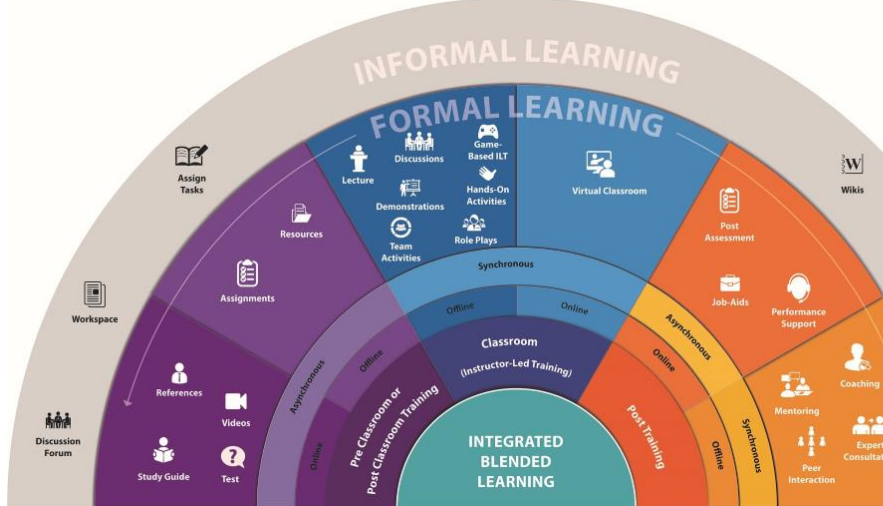 INFORMAL LEARNING
FORMAL LEARNING
Assign
Tasks
Workspace
Discussion
Forum
Wikis
Resources
Assignments
References
Videos
Study Guide
Test
Lecture
Discussions
Game-
Based ILT
Demonstrations
Hands-On
Activities
Team
Activities
Role Plays
Virtual Classroom
Post
Assessment
Job-Aids
Performance
Support
Coaching
Mentoring
Expert
Consultat
Peer
Interaction
Synchronous
Asynchronous
Asynchronous
Synchronous
Offline
Online
Offline
Online
Online
Offline
Classroom
(Instructor-Led Training)
Pre Classroom or
Post Classroom Training
Post Training
INTEGRATED
BLENDED
LEARNING
W
?